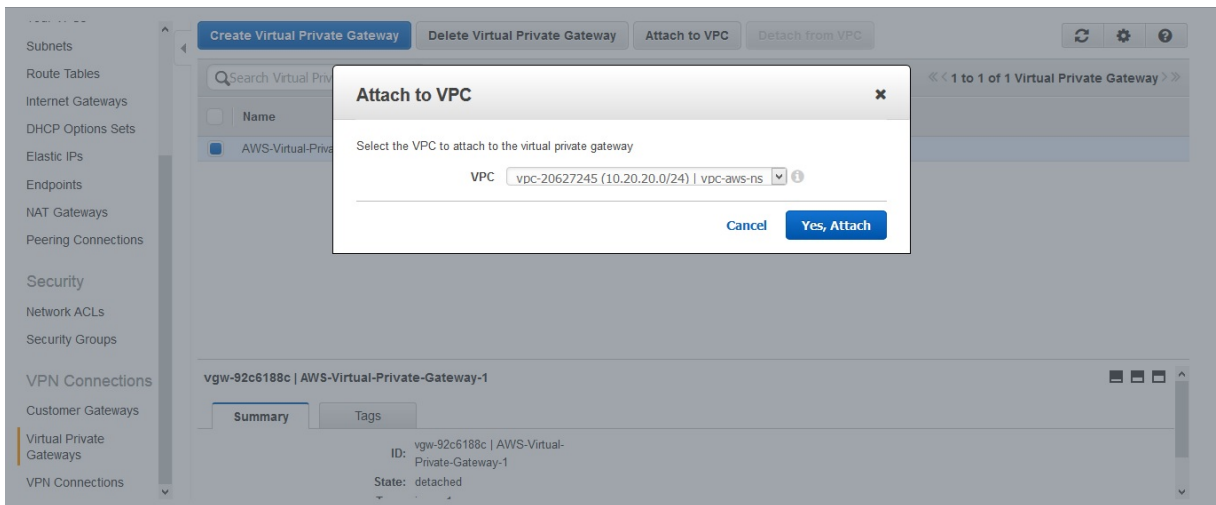 Subnets
Route Tables
Internet Gateways
DHCP Options Sets
Elastic IPs
Endpoints
NAT Gateways
Peering Connections
Security
Network ACLs
Security Groups
VPN Connections
Customer Gateways
Virtual Private
Gateways
VPN Connections
Create Virtual Private Gateway
Delete Virtual Private Gateway
Attach to VPC
Detach from VPC
Search Virtual Priv
1 to 1 of 1 Virtual Private Gateway
Name
AWS-Virtual-Priva
Attach to VPC
Select the VPC to attach to the virtual private gateway
VPC vpc-20627245 (10.20.20.0/24) | vpc-aws-ns
Cancel Yes, Attach
vgw-92c6188c | AWS-Virtual-Private-Gateway-1
Summary Tags
ID: vgw-92c6188c | AWS-Virtual-
Private-Gateway-1
State: detached